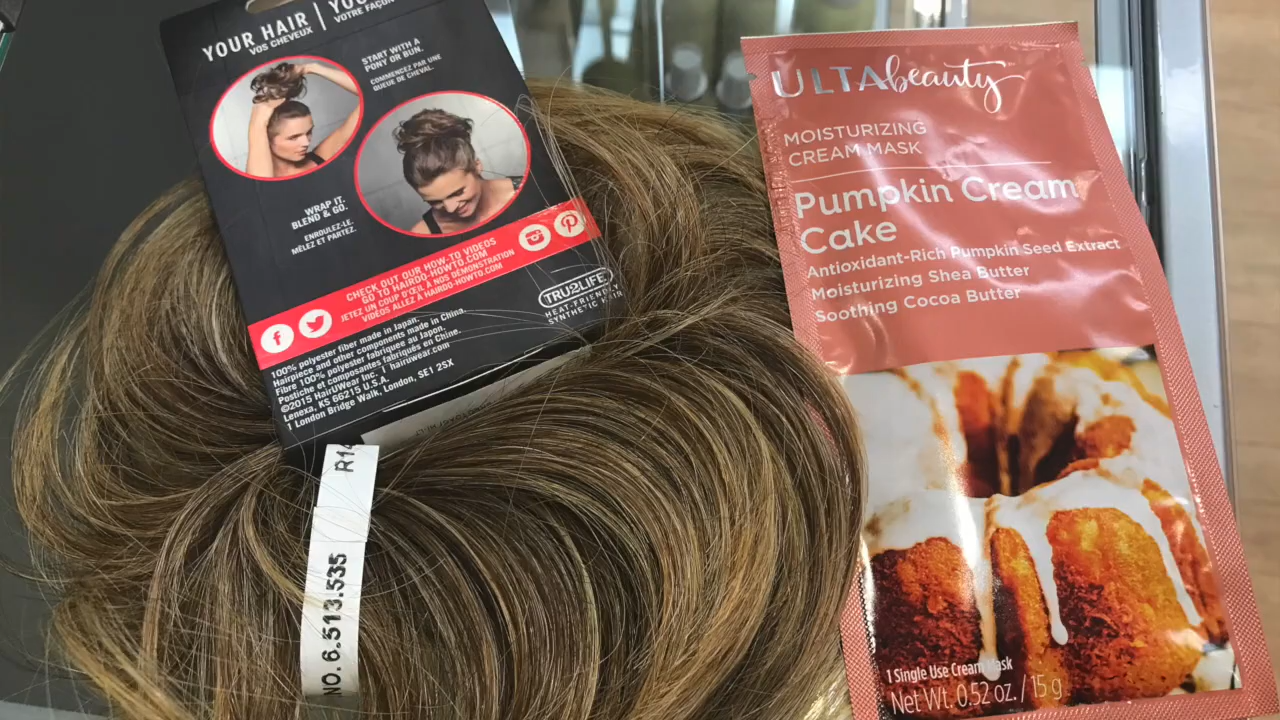 YOUR HAIR
VOS CHEVEUX
VOTRE FAÇON
START WITH A
PONY OR BUN.
COMMENCEZ PAR UNE
QUEUE DE CHEVAL.
WRAP IT.
BLEND & GO.
ENROULEZ-LE.
MÊLEZ ET PARTEZ.
CHECK OUT OUR HOW-TO VIDEOS
GO TO HAIRDO-HOWTO.COM
JETEZ UN COUP D'ŒIL À NOS DÉMONSTRATION
VIDÉOS ALLEZ À HAIRDO-HOWTO.COM
TRU2LIFE
HEAT-FRIENDLY
SYNTHETIC HAIR
100% polyester fiber made in Japan.
Hairpiece and other components made in China.
Fibre 100% polyester fabriquee au Japon.
Postiche et composantes fabriqués en Chine.
©2015 HairUWear Inc. | hairuwear.com
Lenexa, KS 66215 U.S.A.
1 London Bridge Walk, London, SE1 2SX
NO. 6.513.535
ULTA beauty
MOISTURIZING
CREAM MASK
Pumpkin Cream
Cake
Antioxidant-Rich Pumpkin Seed Extract
Moisturizing Shea Butter
Soothing Cocoa Butter
1 Single Use Cream Mask
Net Wt. 0.52 oz. / 15 g